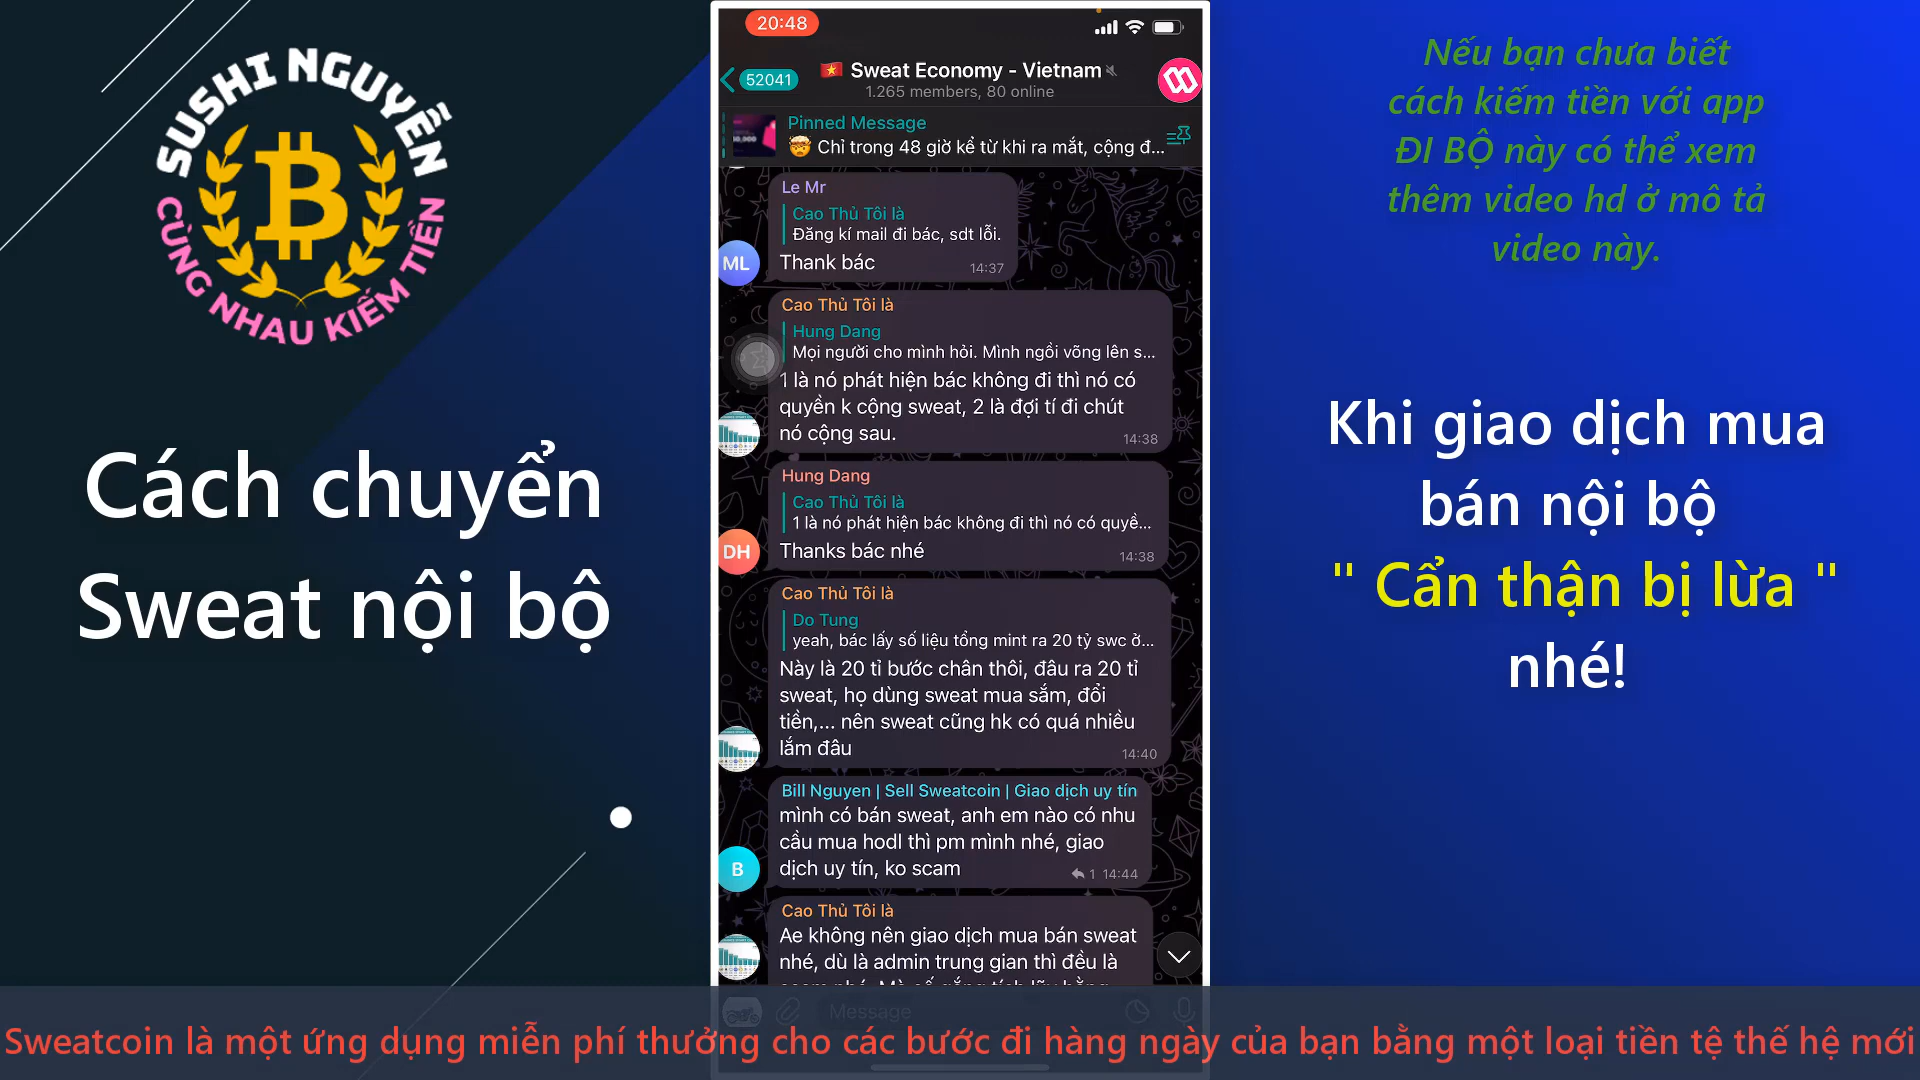 SUSHI NGUYỄN
CÙNG NHAU KIẾM TIỀN
Cách chuyển
Sweat nội bộ
20:48
52041
🇻🇳 Sweat Economy - Vietnam
1.265 members, 80 online
Pinned Message
🤯 Chỉ trong 48 giờ kể từ khi ra mắt, cộng đ...
Le Mr
Cao Thủ Tôi là
Đăng kí mail đi bác, sdt lỗi.
Thank bác
14:37
ML
Cao Thủ Tôi là
Hung Dang
Mọi người cho mình hỏi. Mình ngồi võng lên s...
1 là nó phát hiện bác không đi thì nó có
quyền k cộng sweat, 2 là đợi tí đi chút
nó cộng sau.
14:38
Hung Dang
Cao Thủ Tôi là
1 là nó phát hiện bác không đi thì nó có quyề...
Thanks bác nhé
14:38
DH
Cao Thủ Tôi là
Do Tung
yeah, bác lấy số liệu tổng mint ra 20 tỷ swc ở...
Này là 20 tỉ bước chân thôi, đâu ra 20 tỉ
sweat, họ dùng sweat mua sắm, đổi
tiền,... nên sweat cũng hk có quá nhiều
lắm đâu
14:40
Bill Nguyen | Sell Sweatcoin | Giao dịch uy tín
mình có bán sweat, anh em nào có nhu
cầu mua hodl thì pm mình nhé, giao
dịch uy tín, ko scam
1 14:44
B
Cao Thủ Tôi là
Ae không nên giao dịch mua bán sweat
nhé, dù là admin trung gian thì đều là
Message
Nếu bạn chưa biết
cách kiếm tiền với app
ĐI BỘ này có thể xem
thêm video hd ở mô tả
video này.
Khi giao dịch mua
bán nội bộ
" Cẩn thận bị lừa "
nhé!
Sweatcoin là một ứng dụng miễn phí thưởng cho các bước đi hàng ngày của bạn bằng một loại tiền tệ thế hệ mới